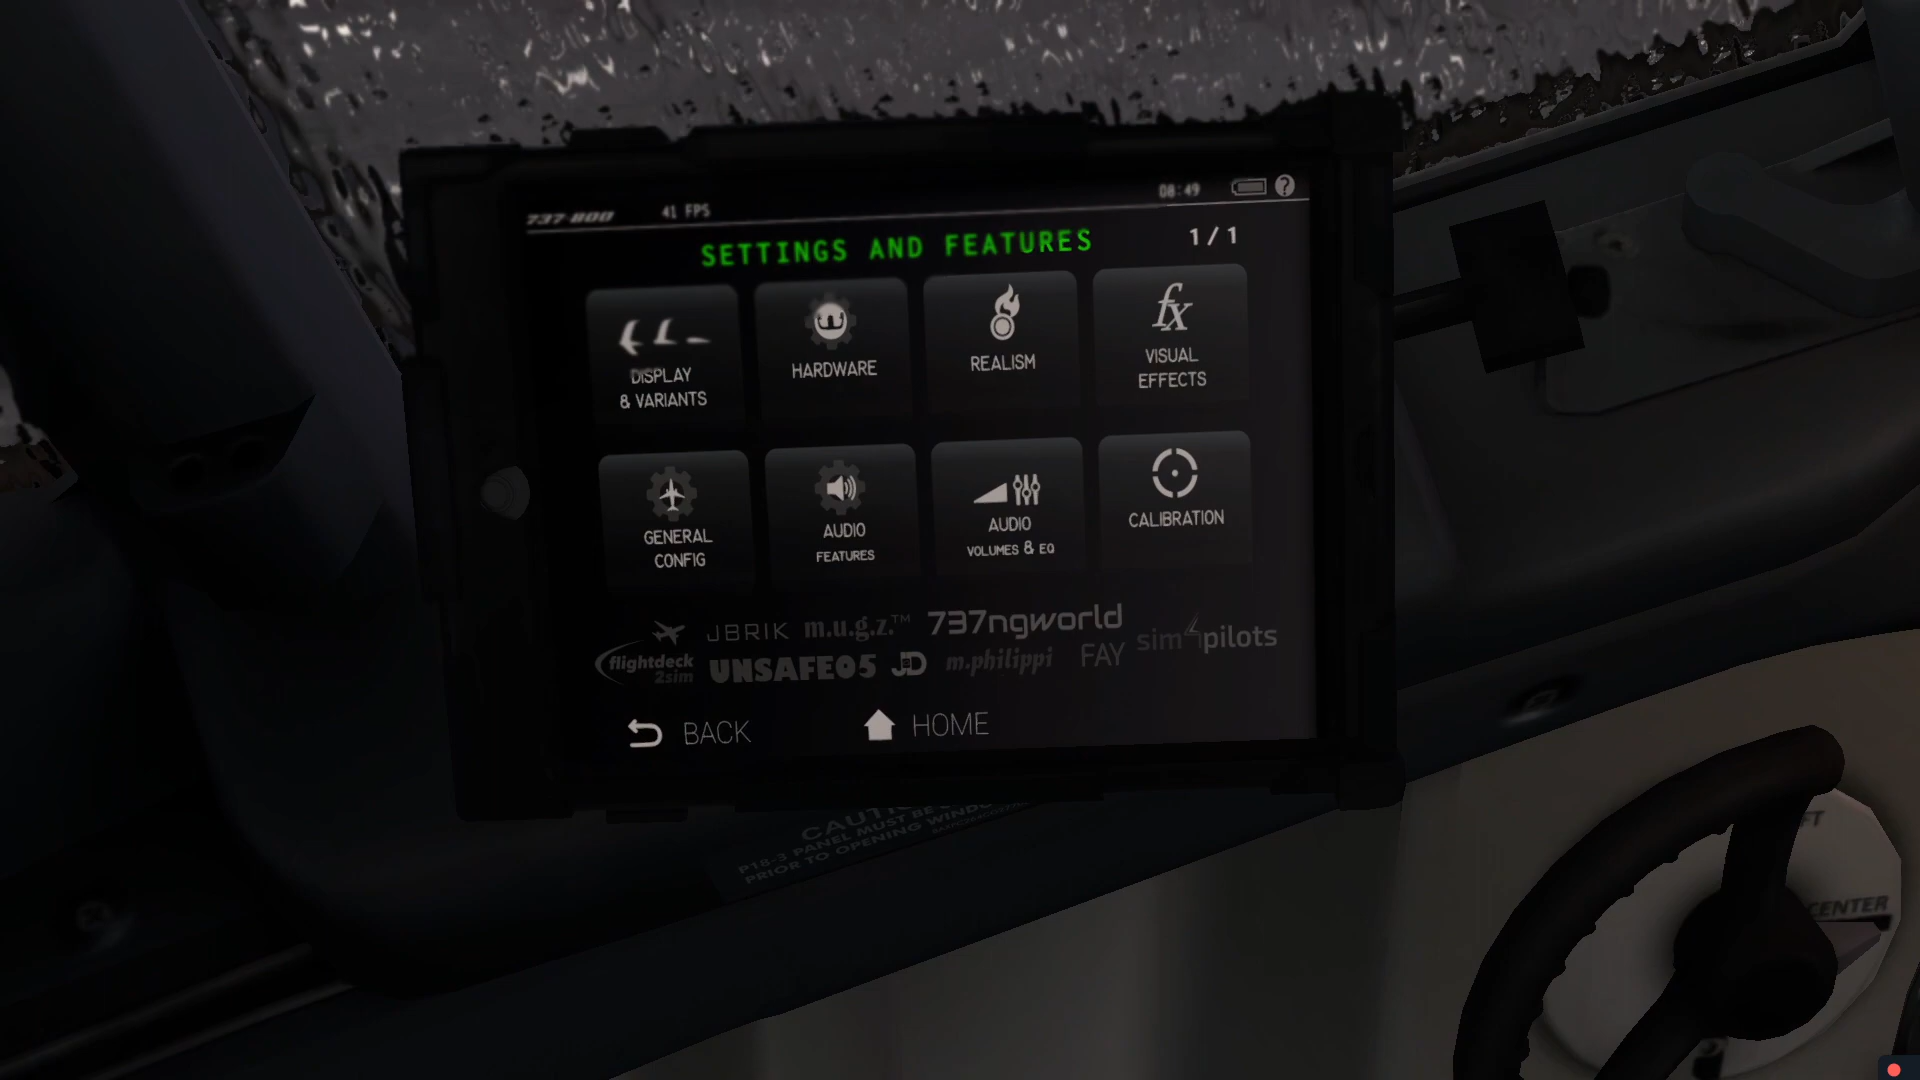 737-800 41 FPS 08:49 ?
SETTINGS AND FEATURES 1/1
DISPLAY
& VARIANTS
HARDWARE
REALISM
fx
VISUAL
EFFECTS
GENERAL
CONFIG
AUDIO
FEATURES
AUDIO
VOLUMES & EQ
CALIBRATION
JBRIK m.u.g.z.™ 737ngworld
flightdeck
2sim
UNSAFE05 JD m.philippi FAY sim4pilots
BACK HOME
P18-3 PANEL MUST BE
PRIOR TO OPENING WINDO
CENTER